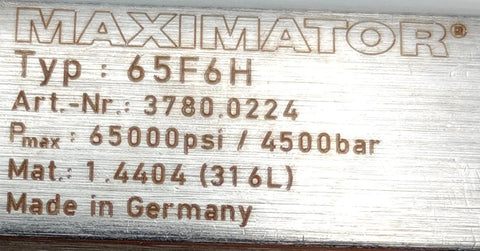 MAXIMATOR®
Typ : 65F6H
Art.-Nr.: 3780.0224
Pmax : 65000psi / 4500bar
Mat.: 1.4404 (316L)
Made in Germany